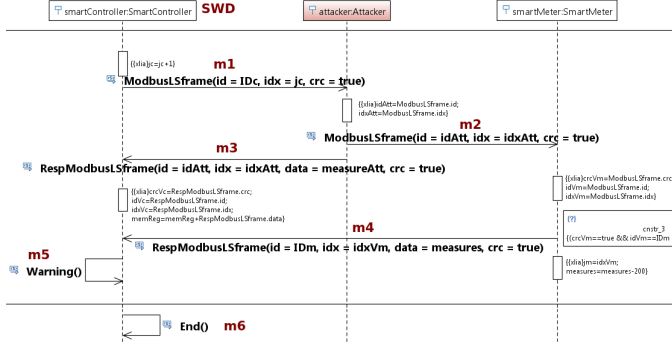 smartController:SmartController
SWD
attacker:Attacker
smartMeter:SmartMeter
{{xlia}jc=jc+1}
m1
ModbusLSframe(id = IDc, idx = jc, crc = true)
{{xlia}idAtt=ModbusLSframe.id;
idxAtt=ModbusLSframe.idx}
m2
ModbusLSframe(id = idAtt, idx = idxAtt, crc = true)
m3
RespModbusLSframe(id = idAtt, idx = idxAtt, data = measureAtt, crc = true)
{{xlia}crcVm=ModbusLSframe.crc
idVm=ModbusLSframe.id;
idxVm=ModbusLSframe.idx}
{{xlia}crcVc=RespModbusLSframe.crc;
idVc=RespModbusLSframe.id;
idxVc=RespModbusLSframe.idx;
memReg=memReg+RespModbusLSframe.data}
{?}
cnstr_3
{{crcVm==true && idVm==IDm
m4
RespModbusLSframe(id = IDm, idx = idxVm, data = measures, crc = true)
m5
Warning()
{{xlia}jm=idxVm;
measures=measures-200}
End()
m6